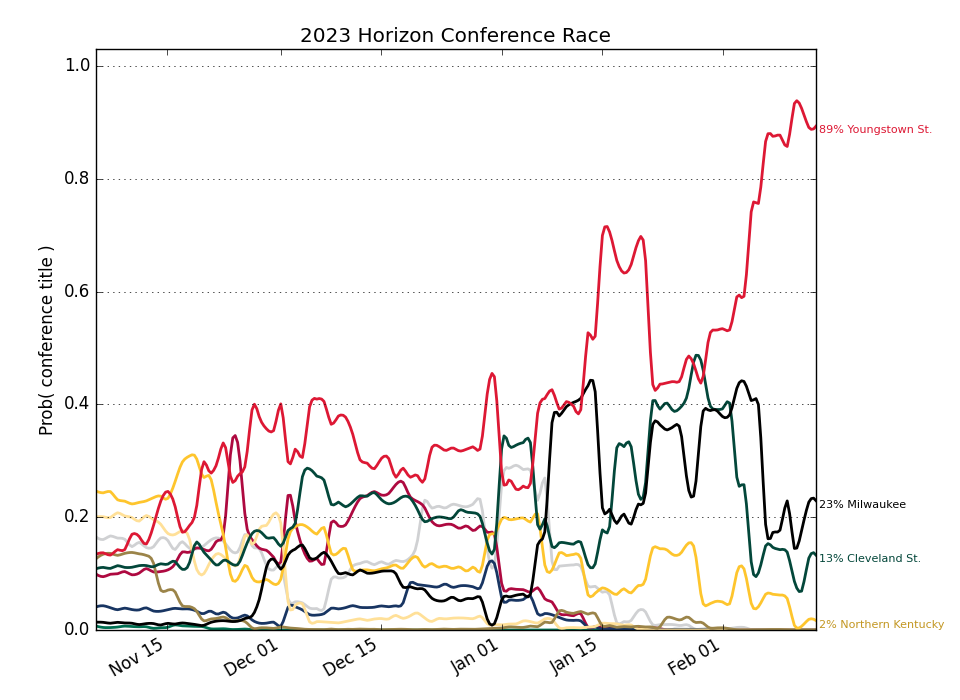 2023 Horizon Conference Race
Prob( conference title )
1.0
0.8
0.6
0.4
0.2
0.0
Nov 15
Dec 01
Dec 15
Jan 01
Jan 15
Feb 01
89% Youngstown St.
23% Milwaukee
13% Cleveland St.
2% Northern Kentucky